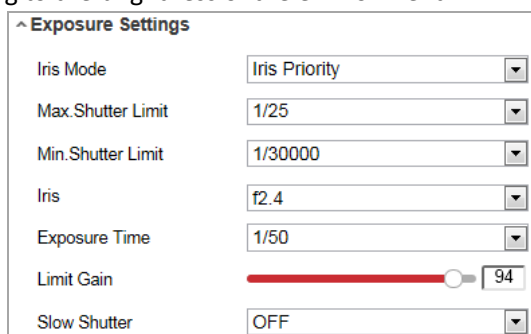 Exposure Settings
Iris Mode Iris Priority
Max.Shutter Limit 1/25
Min.Shutter Limit 1/30000
Iris f2.4
Exposure Time 1/50
Limit Gain 94
Slow Shutter OFF